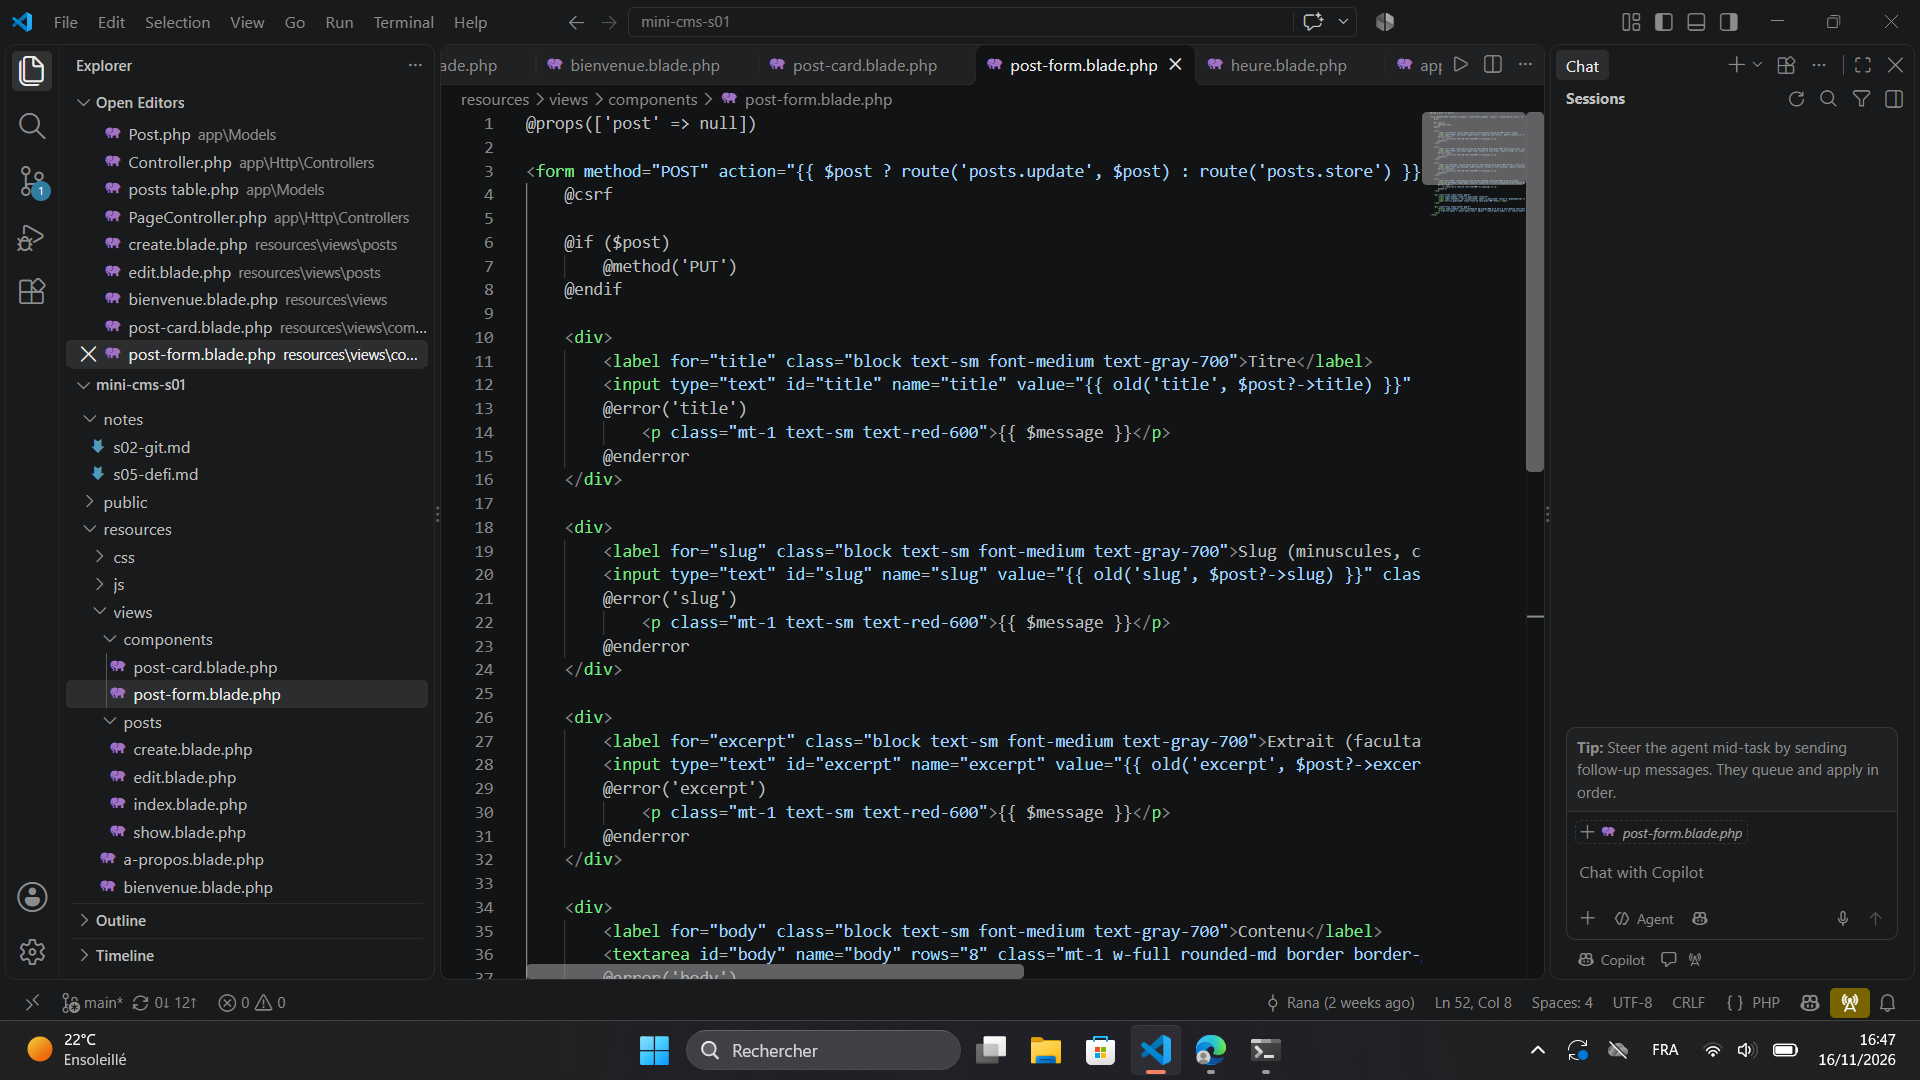 File Edit Selection View Go Run Terminal Help
mini-cms-s01
Explorer
Open Editors
Post.php app\Models
Controller.php app\Http\Controllers
posts table.php app\Models
PageController.php app\Http\Controllers
create.blade.php resources\views\posts
edit.blade.php resources\views\posts
bienvenue.blade.php resources\views
post-card.blade.php resources\views\com...
post-form.blade.php resources\views\co...
mini-cms-s01
notes
s02-git.md
s05-defi.md
public
resources
css
js
views
components
post-card.blade.php
post-form.blade.php
posts
create.blade.php
edit.blade.php
index.blade.php
show.blade.php
a-propos.blade.php
bienvenue.blade.php
Outline
Timeline
ade.php bienvenue.blade.php post-card.blade.php post-form.blade.php heure.blade.php app
resources > views > components > post-form.blade.php
1 @props(['post' => null])
2
3 <form method="POST" action="{{ $post ? route('posts.update', $post) : route('posts.store') }}
4 @csrf
5
6 @if ($post)
7 @method('PUT')
8 @endif
9
10 <div>
11 <label for="title" class="block text-sm font-medium text-gray-700">Titre</label>
12 <input type="text" id="title" name="title" value="{{ old('title', $post?->title) }}"
13 @error('title')
14 <p class="mt-1 text-sm text-red-600">{{ $message }}</p>
15 @enderror
16 </div>
17
18 <div>
19 <label for="slug" class="block text-sm font-medium text-gray-700">Slug (minuscules, c
20 <input type="text" id="slug" name="slug" value="{{ old('slug', $post?->slug) }}" clas
21 @error('slug')
22 <p class="mt-1 text-sm text-red-600">{{ $message }}</p>
23 @enderror
24 </div>
25
26 <div>
27 <label for="excerpt" class="block text-sm font-medium text-gray-700">Extrait (faculta
28 <input type="text" id="excerpt" name="excerpt" value="{{ old('excerpt', $post?->excer
29 @error('excerpt')
30 <p class="mt-1 text-sm text-red-600">{{ $message }}</p>
31 @enderror
32 </div>
33
34 <div>
35 <label for="body" class="block text-sm font-medium text-gray-700">Contenu</label>
36 <textarea id="body" name="body" rows="8" class="mt-1 w-full rounded-md border border-
37 @error('body')
Chat
Sessions
Tip: Steer the agent mid-task by sending
follow-up messages. They queue and apply in
order.
post-form.blade.php
Chat with Copilot
Agent
Copilot
1
main* 0↓ 12↑ 0 0
Rana (2 weeks ago) Ln 52, Col 8 Spaces: 4 UTF-8 CRLF { } PHP
22°C
Ensoleillé
Rechercher
FRA
16:47
16/11/2026